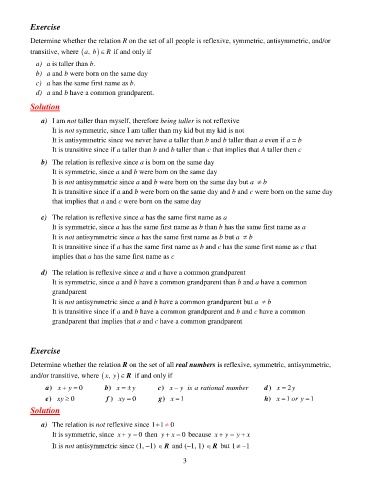 Exercise
Determine whether the relation R on the set of all people is reflexive, symmetric, antisymmetric, and/or
transitive, where (a, b) ∈ R if and only if
a) a is taller than b.
b) a and b were born on the same day
c) a has the same first name as b.
d) a and b have a common grandparent.
Solution
a) I am not taller than myself, therefore being taller is not reflexive
It is not symmetric, since I am taller than my kid but my kid is not
It is antisymmetric since we never have a taller than b and b taller than a even if a = b
It is transitive since if a taller than b and b taller than c that implies that A taller then c
b) The relation is reflexive since a is born on the same day
It is symmetric, since a and b were born on the same day
It is not antisymmetric since a and b were born on the same day but a ≠ b
It is transitive since if a and b were born on the same day and b and c were born on the same day
that implies that a and c were born on the same day
c) The relation is reflexive since a has the same first name as a
It is symmetric, since a has the same first name as b than b has the same first name as a
It is not antisymmetric since a has the same first name as b but a = b
It is transitive since if a has the same first name as b and b has the same first name as c that
implies that a has the same first name as c
d) The relation is reflexive since a and a have a common grandparent
It is symmetric, since a and b have a common grandparent than b and a have a common
grandparent
It is not antisymmetric since a and b have a common grandparent but a ≠ b
It is transitive since if a and b have a common grandparent and b and c have a common
grandparent that implies that a and c have a common grandparent
Exercise
Determine whether the relation R on the set of all real numbers is reflexive, symmetric, antisymmetric,
and/or transitive, where (x, y) ∈ R if and only if
a) x + y = 0 b) x = ± y c) x − y is a rational number d) x = 2y
e) xy ≥ 0 f) xy = 0 g) x = 1 h) x = 1 or y = 1
Solution
a) The relation is not reflexive since 1+1 ≠ 0
It is symmetric, since x + y = 0 then y + x = 0 because x + y = y + x
It is not antisymmetric since (1, −1) ∈ R and (−1, 1) ∈ R but 1 ≠ −1
3